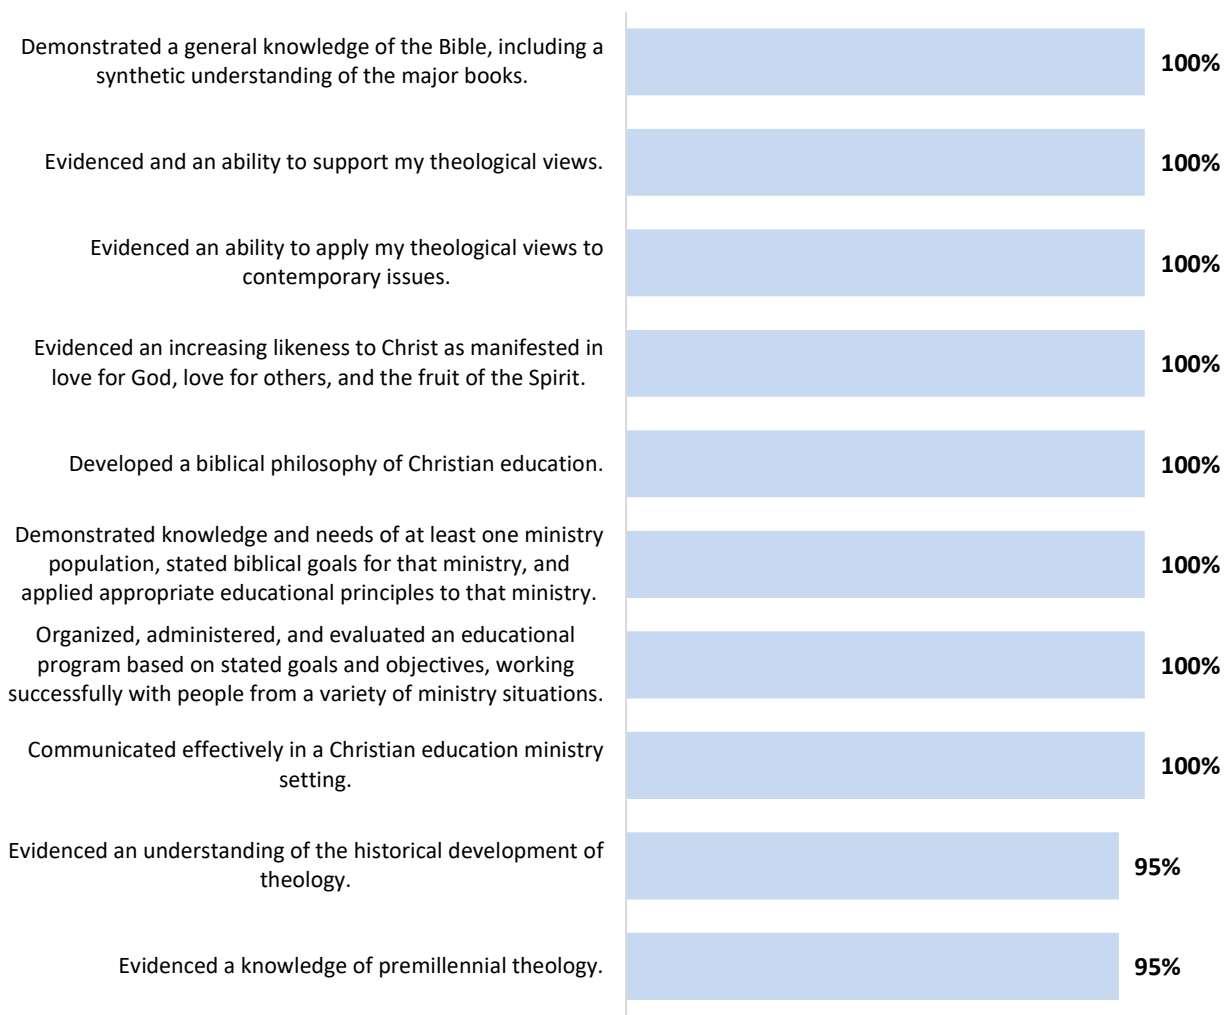 Demonstrated a general knowledge of the Bible, including a
synthetic understanding of the major books.
100%
Evidenced and an ability to support my theological views.
100%
Evidenced an ability to apply my theological views to
contemporary issues.
100%
Evidenced an increasing likeness to Christ as manifested in
love for God, love for others, and the fruit of the Spirit.
100%
Developed a biblical philosophy of Christian education.
100%
Demonstrated knowledge and needs of at least one ministry
population, stated biblical goals for that ministry, and
applied appropriate educational principles to that ministry.
100%
Organized, administered, and evaluated an educational
program based on stated goals and objectives, working
successfully with people from a variety of ministry situations.
100%
Communicated effectively in a Christian education ministry
setting.
100%
Evidenced an understanding of the historical development of
theology.
95%
Evidenced a knowledge of premillennial theology.
95%